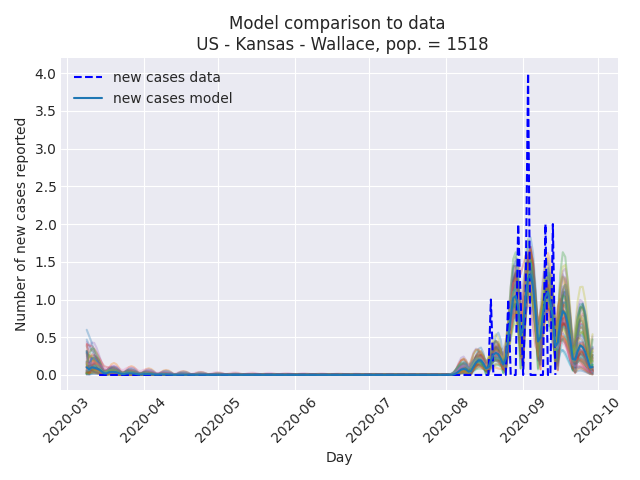 Model comparison to data
US - Kansas - Wallace, pop. = 1518
new cases data
new cases model
Number of new cases reported
4.0
3.5
3.0
2.5
2.0
1.5
1.0
0.5
0.0
2020-03
2020-04
2020-05
2020-06
2020-07
2020-08
2020-09
2020-10
Day